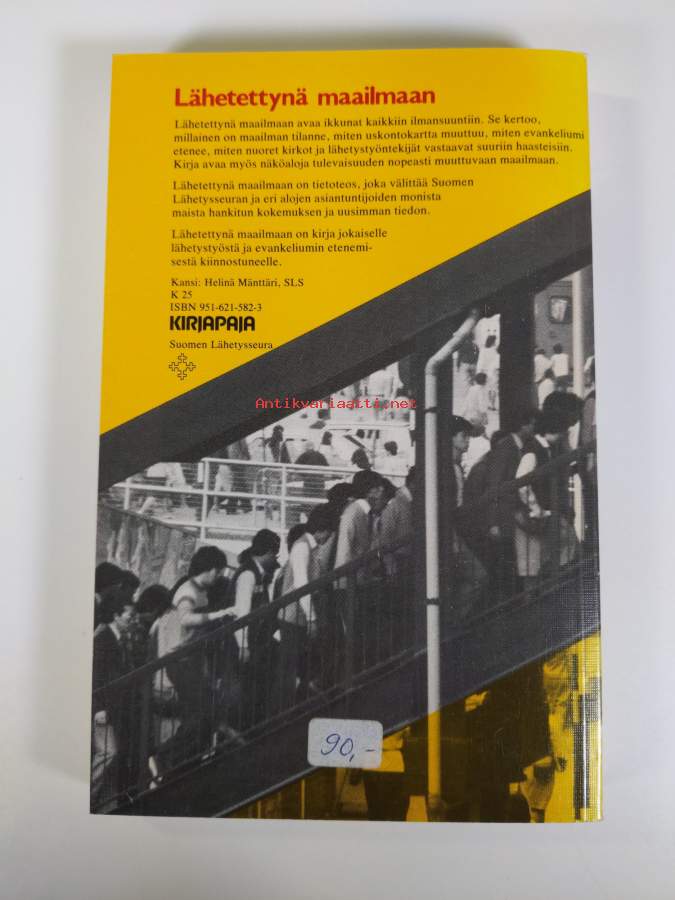 Lähetettynä maailmaan
Lähetettynä maailmaan avaa ikkunat kaikkiin ilmansuuntiin. Se kertoo,
millainen on maailman tilanne, miten uskontokartta muuttuu, miten evankeliumi
etenee, miten nuoret kirkot ja lähetystyöntekijät vastaavat suuriin haasteisiin.
Kirja avaa myös näköaloja tulevaisuuden nopeasti muuttuvaan maailmaan.
Lähetettynä maailmaan on tietoteos, joka välittää Suomen
Lähetysseuran ja eri alojen asiantuntijoiden monista
maista hankitun kokemuksen ja uusimman tiedon.
Lähetettynä maailmaan on kirja jokaiselle
lähetystyöstä ja evankeliumin etenemi-
sestä kiinnostuneelle.
Kansi: Helinä Mänttäri, SLS
K 25
ISBN 951-621-582-3
KIRJAPAJA
Suomen Lähetysseura
Antikvariaatti.net
90,-